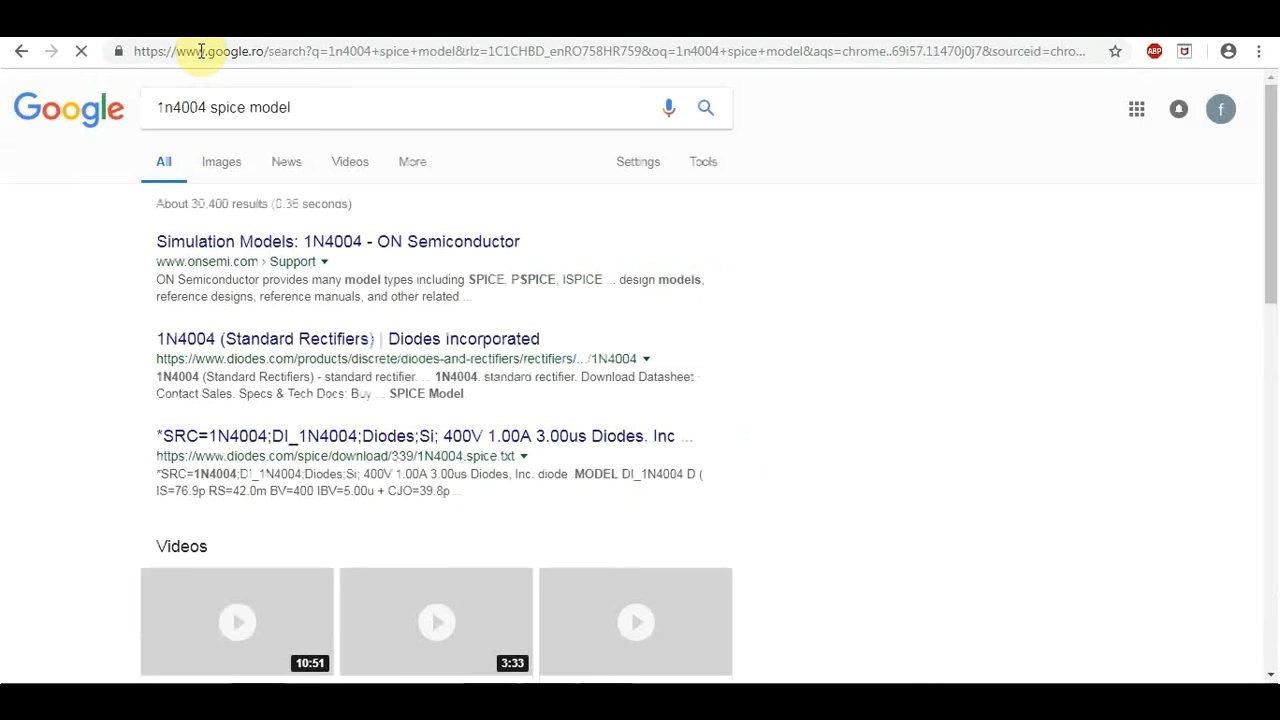 https://www.google.ro/search?q=1n4004+spice+model&rlz=1C1CHBD_enRO758HR759&oq=1n4004+spice+model&aqs=chrome..69i57.11470j0j7&sourceid=chro...
ABP
Google
1n4004 spice model
f
All
Images
News
Videos
More
Settings
Tools
About 30,400 results (0.35 seconds)
Simulation Models: 1N4004 - ON Semiconductor
www.onsemi.com › Support
ON Semiconductor provides many model types including SPICE, PSPICE, ISPICE ... design models,
reference designs, reference manuals, and other related ...
1N4004 (Standard Rectifiers) | Diodes Incorporated
https://www.diodes.com/products/discrete/diodes-and-rectifiers/rectifiers/.../1N4004
1N4004 (Standard Rectifiers) - standard rectifier. ... 1N4004. standard rectifier. Download Datasheet ·
Contact Sales. Specs & Tech Docs: Buy ... SPICE Model.
*SRC=1N4004;DI_1N4004;Diodes;Si; 400V 1.00A 3.00us Diodes. Inc ...
https://www.diodes.com/spice/download/339/1N4004.spice.txt
*SRC=1N4004;DI_1N4004;Diodes;Si; 400V 1.00A 3.00us Diodes, Inc. diode .MODEL DI_1N4004 D (
IS=76.9p RS=42.0m BV=400 IBV=5.00u + CJO=39.8p ...
Videos
10:51
3:33